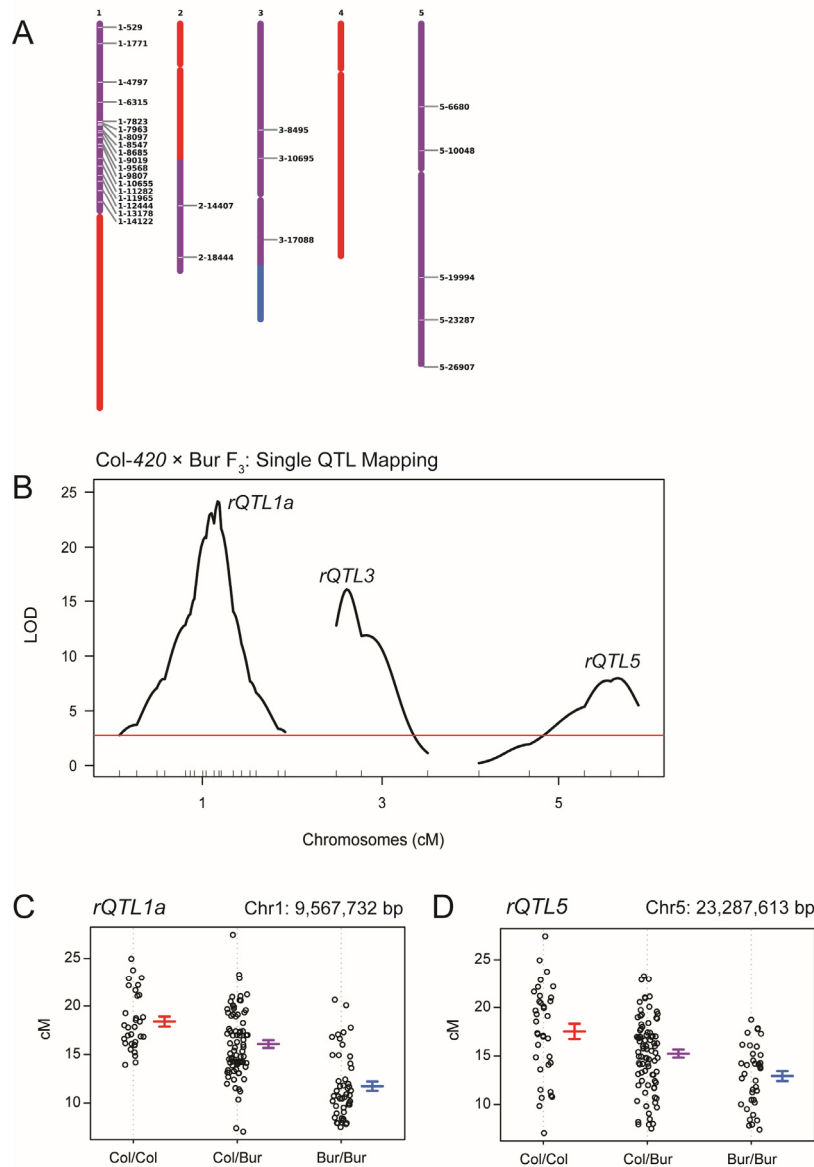 A
1 2 3 4 5
1-529
1-1771
1-4797
1-6315
1-7823
1-7963
1-8097
1-8547
1-8685
1-9019
1-9568
1-9807
1-10655
1-11282
1-11965
1-12444
1-13178
1-14122
2-14407
2-18444
3-8495
3-10695
3-17088
5-6680
5-10048
5-19994
5-23287
5-26907
B
Col-420 × Bur F3: Single QTL Mapping
LOD
25
20
15
10
5
0
rQTL1a
rQTL3
rQTL5
1 3 5
Chromosomes (cM)
C
rQTL1a Chr1: 9,567,732 bp
cM
25
20
15
10
Col/Col Col/Bur Bur/Bur
D
rQTL5 Chr5: 23,287,613 bp
cM
25
20
15
10
Col/Col Col/Bur Bur/Bur